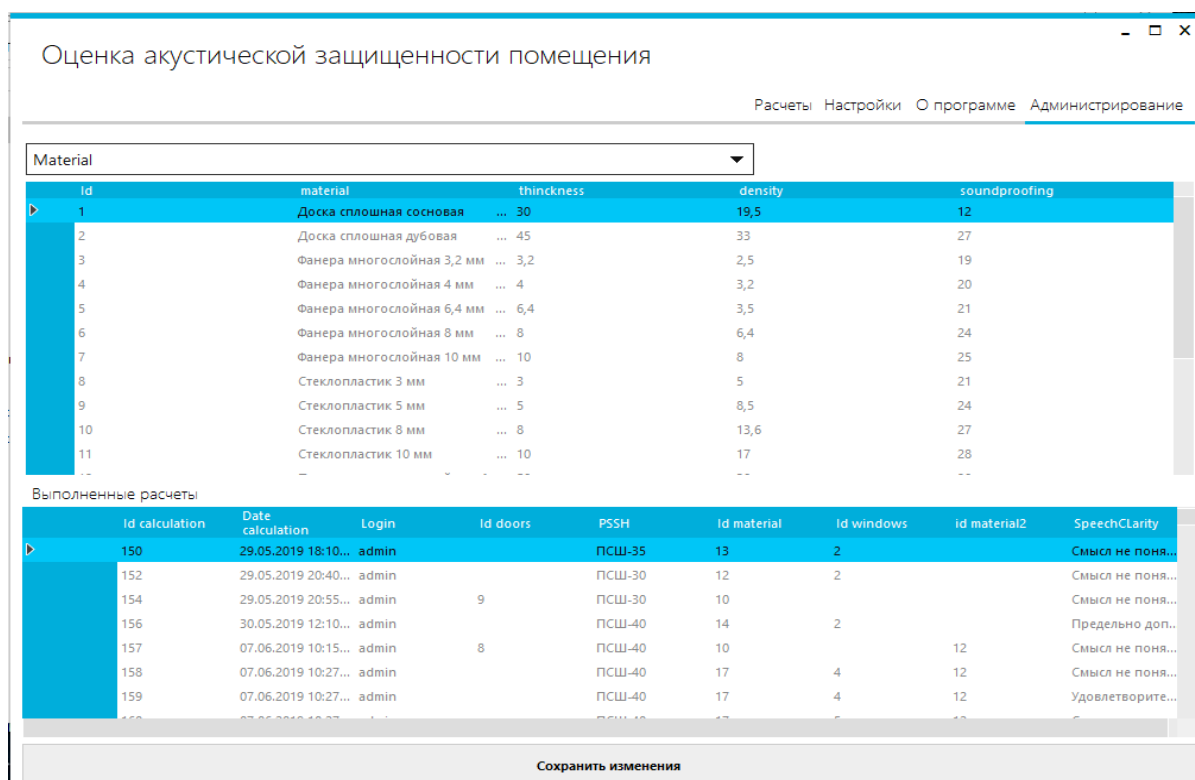 Оценка акустической защищенности помещения
Расчеты Настройки О программе Администрирование
Material
Id material thinckness density soundproofing
1 Доска сплошная сосновая ... 30 19,5 12
2 Доска сплошная дубовая ... 45 33 27
3 Фанера многослойная 3,2 мм ... 3,2 2,5 19
4 Фанера многослойная 4 мм ... 4 3,2 20
5 Фанера многослойная 6,4 мм ... 6,4 3,5 21
6 Фанера многослойная 8 мм ... 8 6,4 24
7 Фанера многослойная 10 мм ... 10 8 25
8 Стеклопластик 3 мм ... 3 5 21
9 Стеклопластик 5 мм ... 5 8,5 24
10 Стеклопластик 8 мм ... 8 13,6 27
11 Стеклопластик 10 мм ... 10 17 28
Выполненные расчеты
Id calculation Date calculation Login Id doors PSSH Id material Id windows id material2 SpeechCLarity
150 29.05.2019 18:10... admin ПСШ-35 13 2 Смысл не поня...
152 29.05.2019 20:40... admin ПСШ-30 12 2 Смысл не поня...
154 29.05.2019 20:55... admin 9 ПСШ-30 10 Смысл не поня...
156 30.05.2019 12:10... admin ПСШ-40 14 2 Предельно доп...
157 07.06.2019 10:15... admin 8 ПСШ-40 10 12 Смысл не поня...
158 07.06.2019 10:27... admin ПСШ-40 17 4 12 Смысл не поня...
159 07.06.2019 10:27... admin ПСШ-40 17 4 12 Удовлетворите...
Сохранить изменения